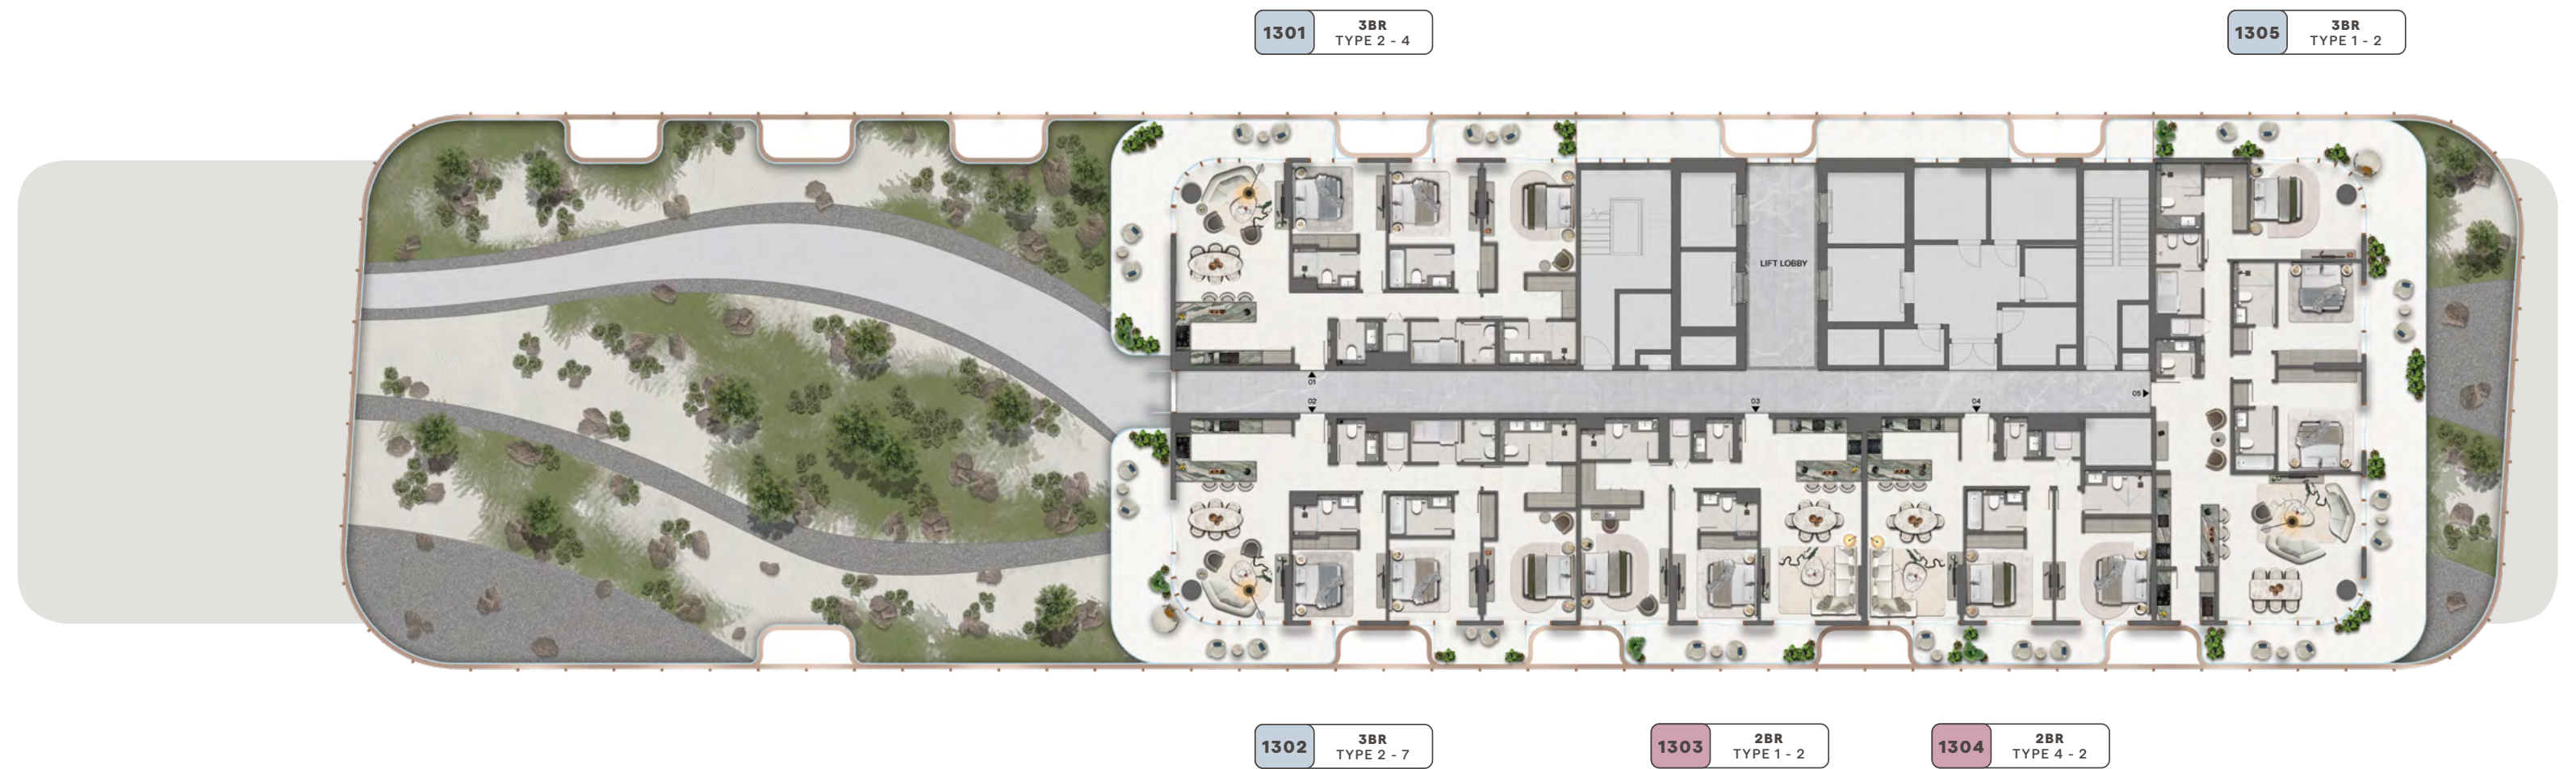 1301
3BR
TYPE 2 - 4
1305
3BR
TYPE 1 - 2
LIFT LOBBY
01
02
03
04
05
1302
3BR
TYPE 2 - 7
1303
2BR
TYPE 1 - 2
1304
2BR
TYPE 4 - 2